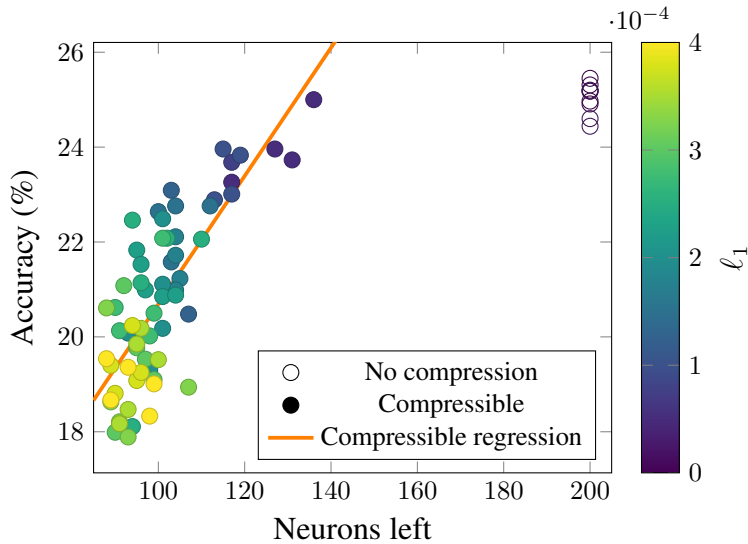 ·10⁻⁴
26
24
22
20
18
Accuracy (%)
No compression
Compressible
Compressible regression
100
120
140
160
180
200
Neurons left
4
3
2
1
0
ℓ₁